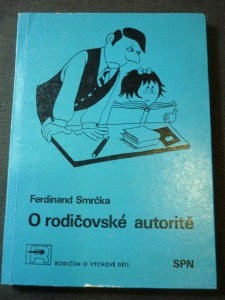 Ferdinand Smrčka
O rodičovské autoritě
RODIČŮM O VÝCHOVĚ DĚTÍ
SPN